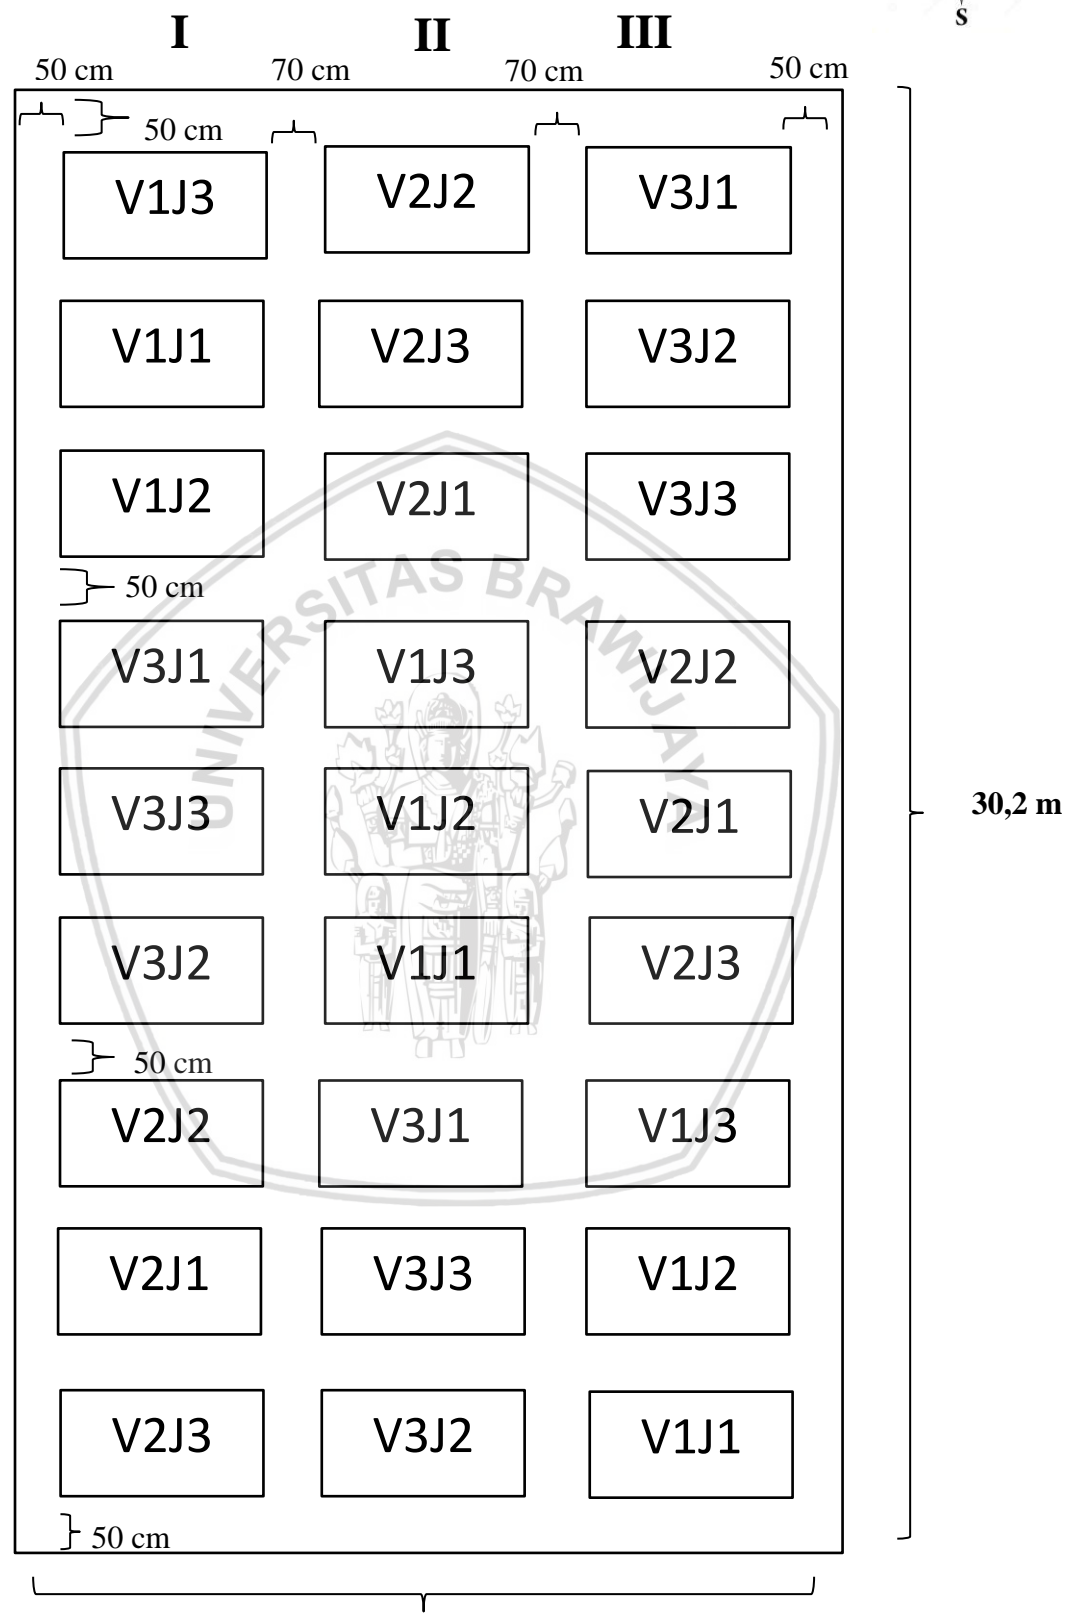 s
I II III
50 cm 70 cm 70 cm 50 cm
50 cm
V1J3 V2J2 V3J1
V1J1 V2J3 V3J2
V1J2 V2J1 V3J3
UNIVERSITAS BRAWIJAYA
50 cm
V3J1 V1J3 V2J2
V3J3 V1J2 V2J1
30,2 m
V3J2 V1J1 V2J3
50 cm
V2J2 V3J1 V1J3
V2J1 V3J3 V1J2
V2J3 V3J2 V1J1
50 cm